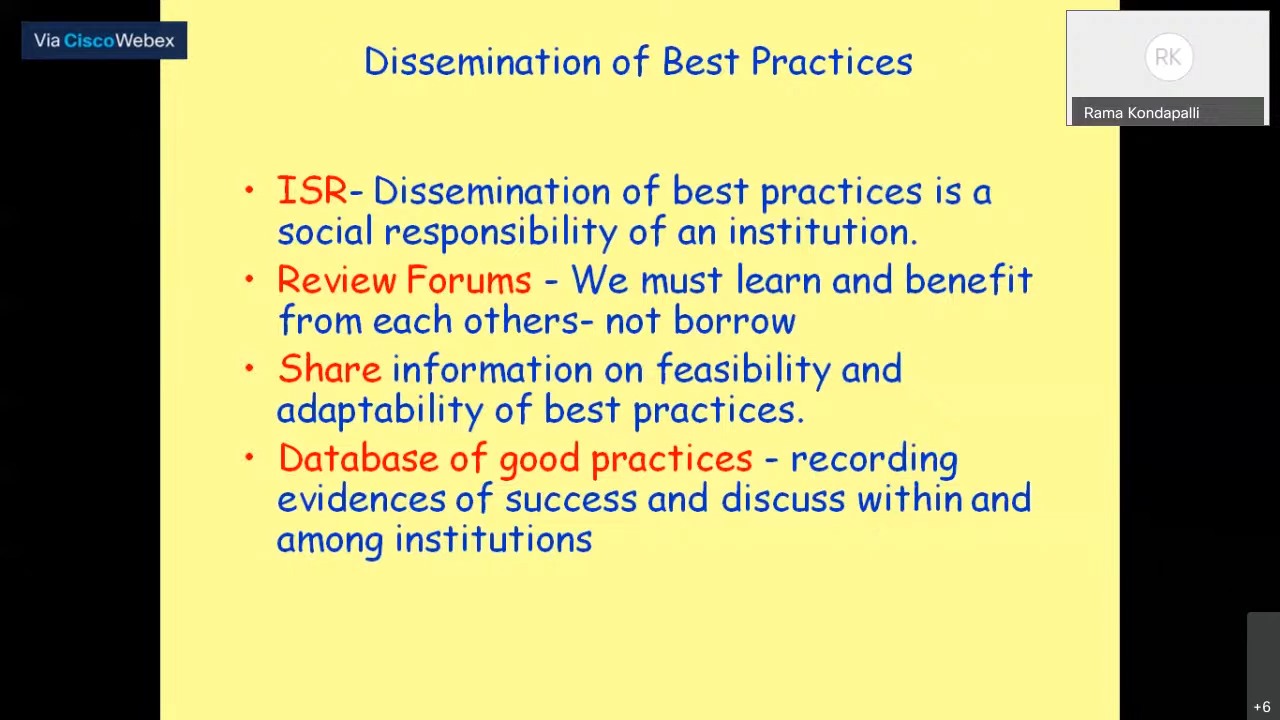 Via CiscoWebex
Dissemination of Best Practices
RK
Rama Kondapalli
• ISR- Dissemination of best practices is a
social responsibility of an institution.
• Review Forums - We must learn and benefit
from each others- not borrow
• Share information on feasibility and
adaptability of best practices.
• Database of good practices - recording
evidences of success and discuss within and
among institutions
+6